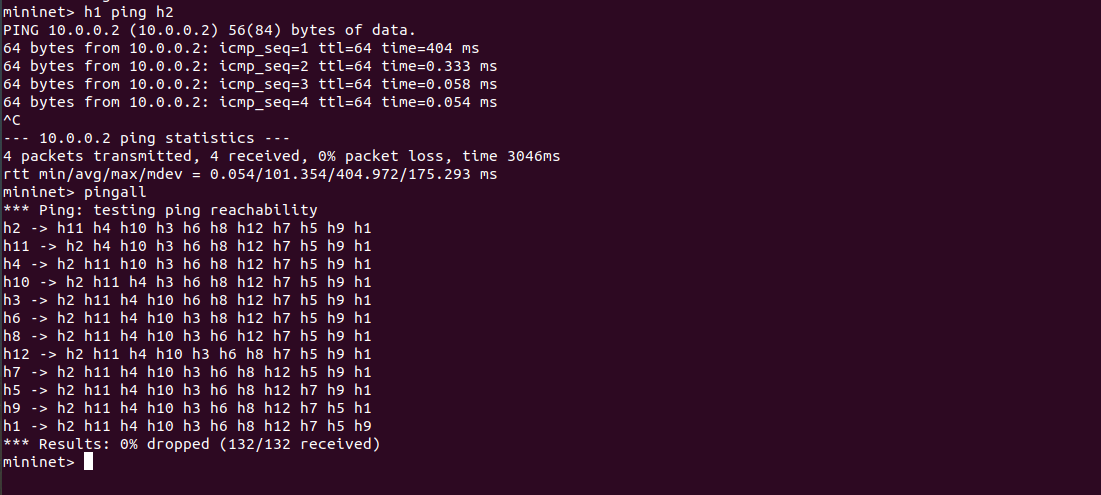 mininet> h1 ping h2
PING 10.0.0.2 (10.0.0.2) 56(84) bytes of data.
64 bytes from 10.0.0.2: icmp_seq=1 ttl=64 time=404 ms
64 bytes from 10.0.0.2: icmp_seq=2 ttl=64 time=0.333 ms
64 bytes from 10.0.0.2: icmp_seq=3 ttl=64 time=0.058 ms
64 bytes from 10.0.0.2: icmp_seq=4 ttl=64 time=0.054 ms
^C
--- 10.0.0.2 ping statistics ---
4 packets transmitted, 4 received, 0% packet loss, time 3046ms
rtt min/avg/max/mdev = 0.054/101.354/404.972/175.293 ms
mininet> pingall
*** Ping: testing ping reachability
h2 -> h11 h4 h10 h3 h6 h8 h12 h7 h5 h9 h1
h11 -> h2 h4 h10 h3 h6 h8 h12 h7 h5 h9 h1
h4 -> h2 h11 h10 h3 h6 h8 h12 h7 h5 h9 h1
h10 -> h2 h11 h4 h3 h6 h8 h12 h7 h5 h9 h1
h3 -> h2 h11 h4 h10 h6 h8 h12 h7 h5 h9 h1
h6 -> h2 h11 h4 h10 h3 h8 h12 h7 h5 h9 h1
h8 -> h2 h11 h4 h10 h3 h6 h12 h7 h5 h9 h1
h12 -> h2 h11 h4 h10 h3 h6 h8 h7 h5 h9 h1
h7 -> h2 h11 h4 h10 h3 h6 h8 h12 h5 h9 h1
h5 -> h2 h11 h4 h10 h3 h6 h8 h12 h7 h9 h1
h9 -> h2 h11 h4 h10 h3 h6 h8 h12 h7 h5 h1
h1 -> h2 h11 h4 h10 h3 h6 h8 h12 h7 h5 h9
*** Results: 0% dropped (132/132 received)
mininet>